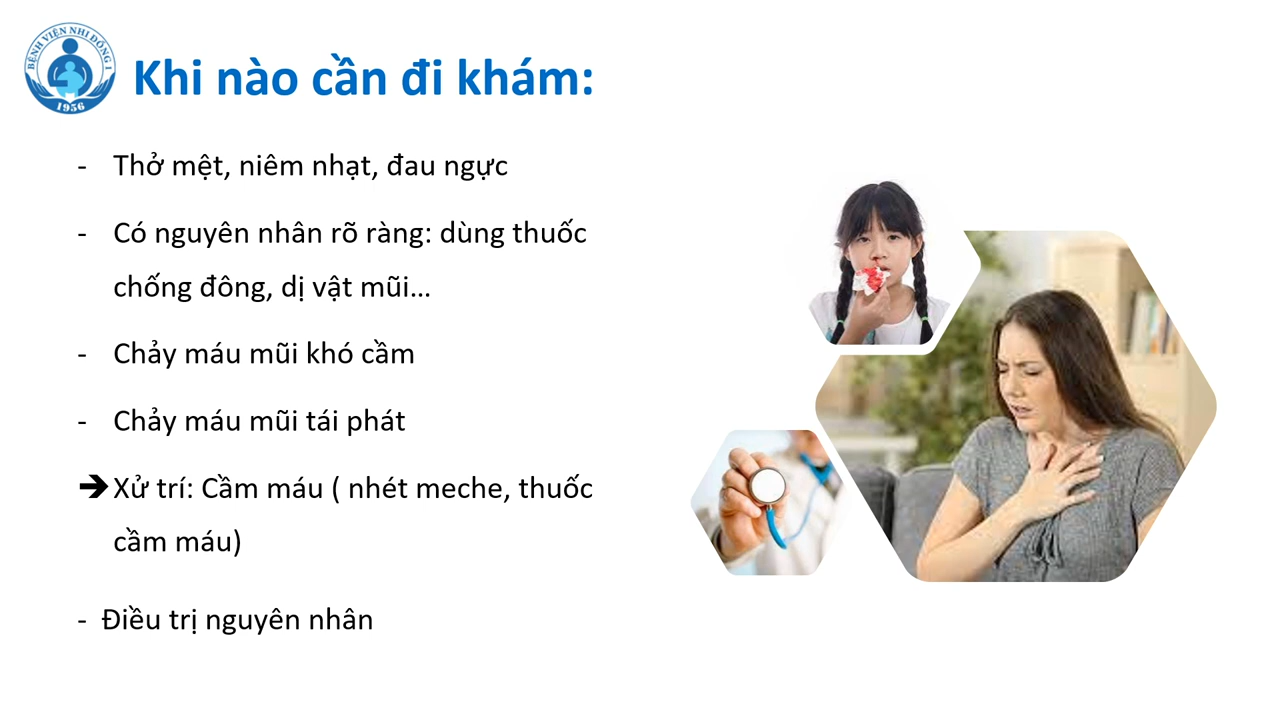 BỆNH VIỆN NHI ĐỒNG 1
1956
Khi nào cần đi khám:
- Thở mệt, niêm nhạt, đau ngực
- Có nguyên nhân rõ ràng: dùng thuốc
chống đông, dị vật mũi...
- Chảy máu mũi khó cầm
- Chảy máu mũi tái phát
➔ Xử trí: Cầm máu ( nhét meche, thuốc
cầm máu)
- Điều trị nguyên nhân